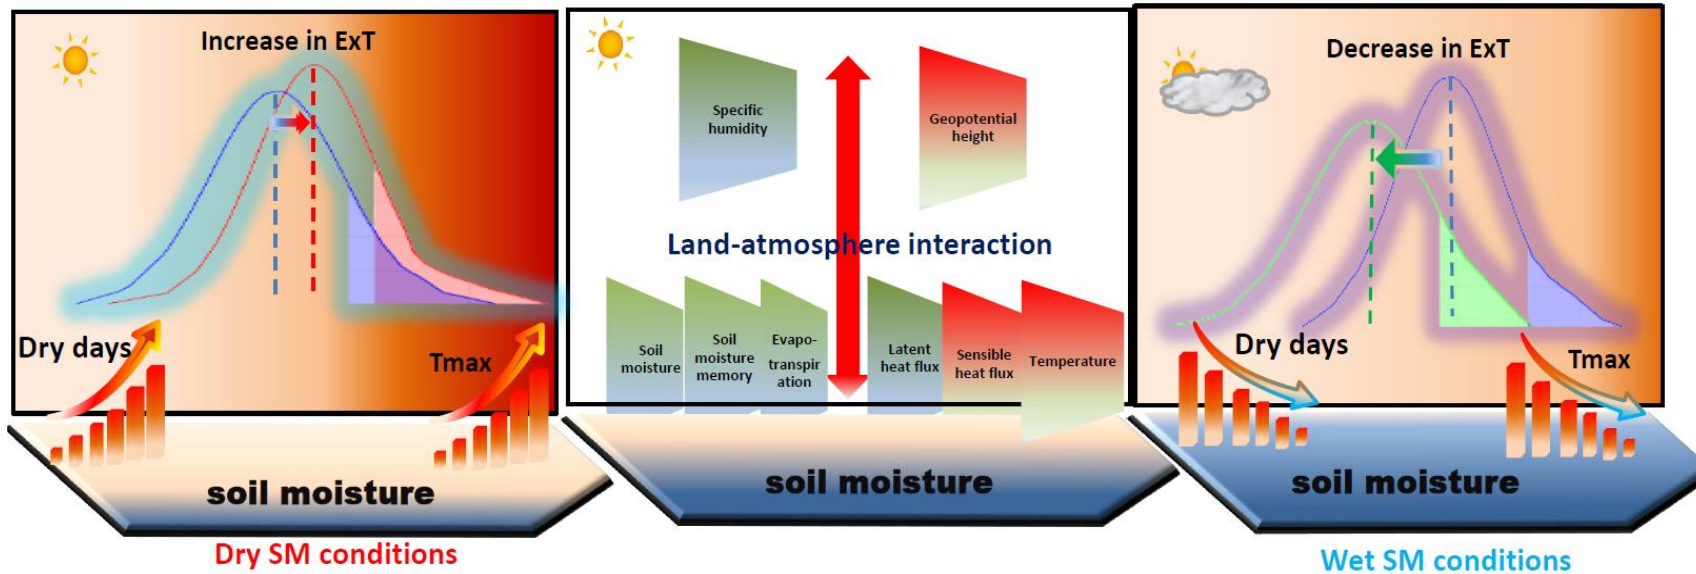 Increase in ExT
Dry days
Tmax
soil moisture
Dry SM conditions
Specific
humidity
Geopotential
height
Land-atmosphere interaction
Soil
moisture
Soil
moisture
memory
Evapo-
transpir
ation
Latent
heat flux
Sensible
heat flux
Temperature
soil moisture
Decrease in ExT
Dry days
Tmax
soil moisture
Wet SM conditions